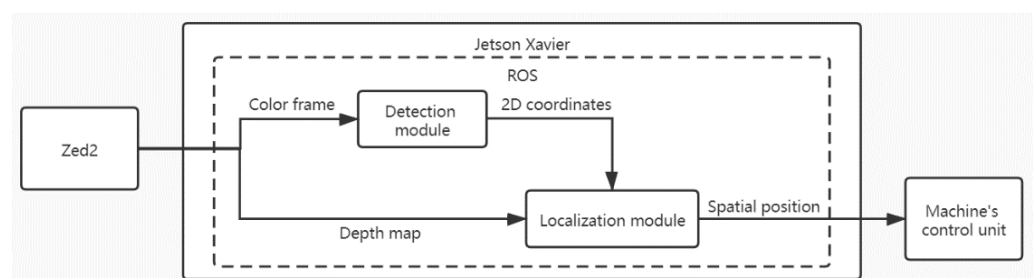 Jetson Xavier
ROS
Color frame
2D coordinates
Detection
module
Zed2
Depth map
Localization module
Spatial position
Machine's
control unit